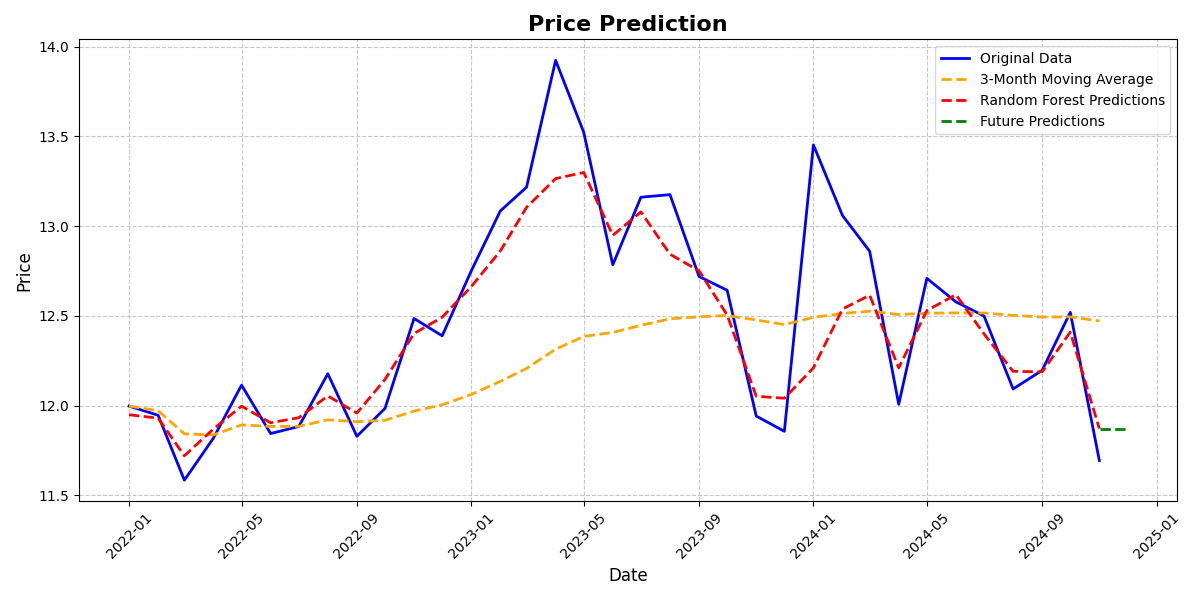 Price Prediction
14.0
13.5
13.0
12.5
12.0
11.5
Price
Original Data
3-Month Moving Average
Random Forest Predictions
Future Predictions
2022-01
2022-05
2022-09
2023-01
2023-05
2023-09
2024-01
2024-05
2024-09
2025-01
Date